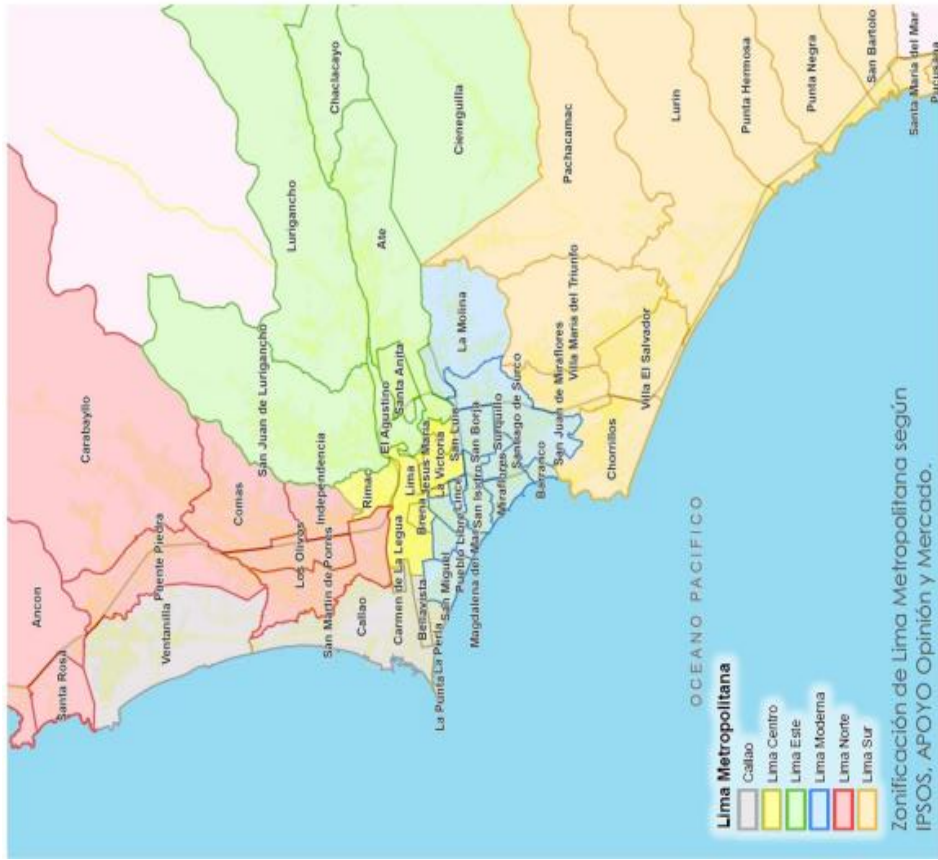 Ancon
Carabayllo
Santa Rosa
Puente Piedra
Ventanilla
Comas
San Juan de Lurigancho
Lurigancho
Chaclacayo
Independencia
Los Olivos
San Martin de Porres
Callao
Rimac
El Agustino
Santa Anita
Ate
Cieneguilla
Carmen de La Legua
Lima
Breña
Jesus Maria
La Victoria
San Luis
La Molina
Bellavista
La Punta
La Perla
San Miguel
Pueblo Libre
Lince
Magdalena del Mar
San Isidro
San Borja
Miraflores
Surquillo
Santiago de Surco
Barranco
San Juan de Miraflores
Villa Maria del Triunfo
Pachacamac
Chorrillos
Villa El Salvador
Lurin
Punta Hermosa
Punta Negra
San Bartolo
Santa Maria del Mar
Pucusana
OCEANO PACIFICO
Lima Metropolitana
Callao
Lima Centro
Lima Este
Lima Moderna
Lima Norte
Lima Sur
Zonificación de Lima Metropolitana según
IPSOS, APOYO Opinión y Mercado.